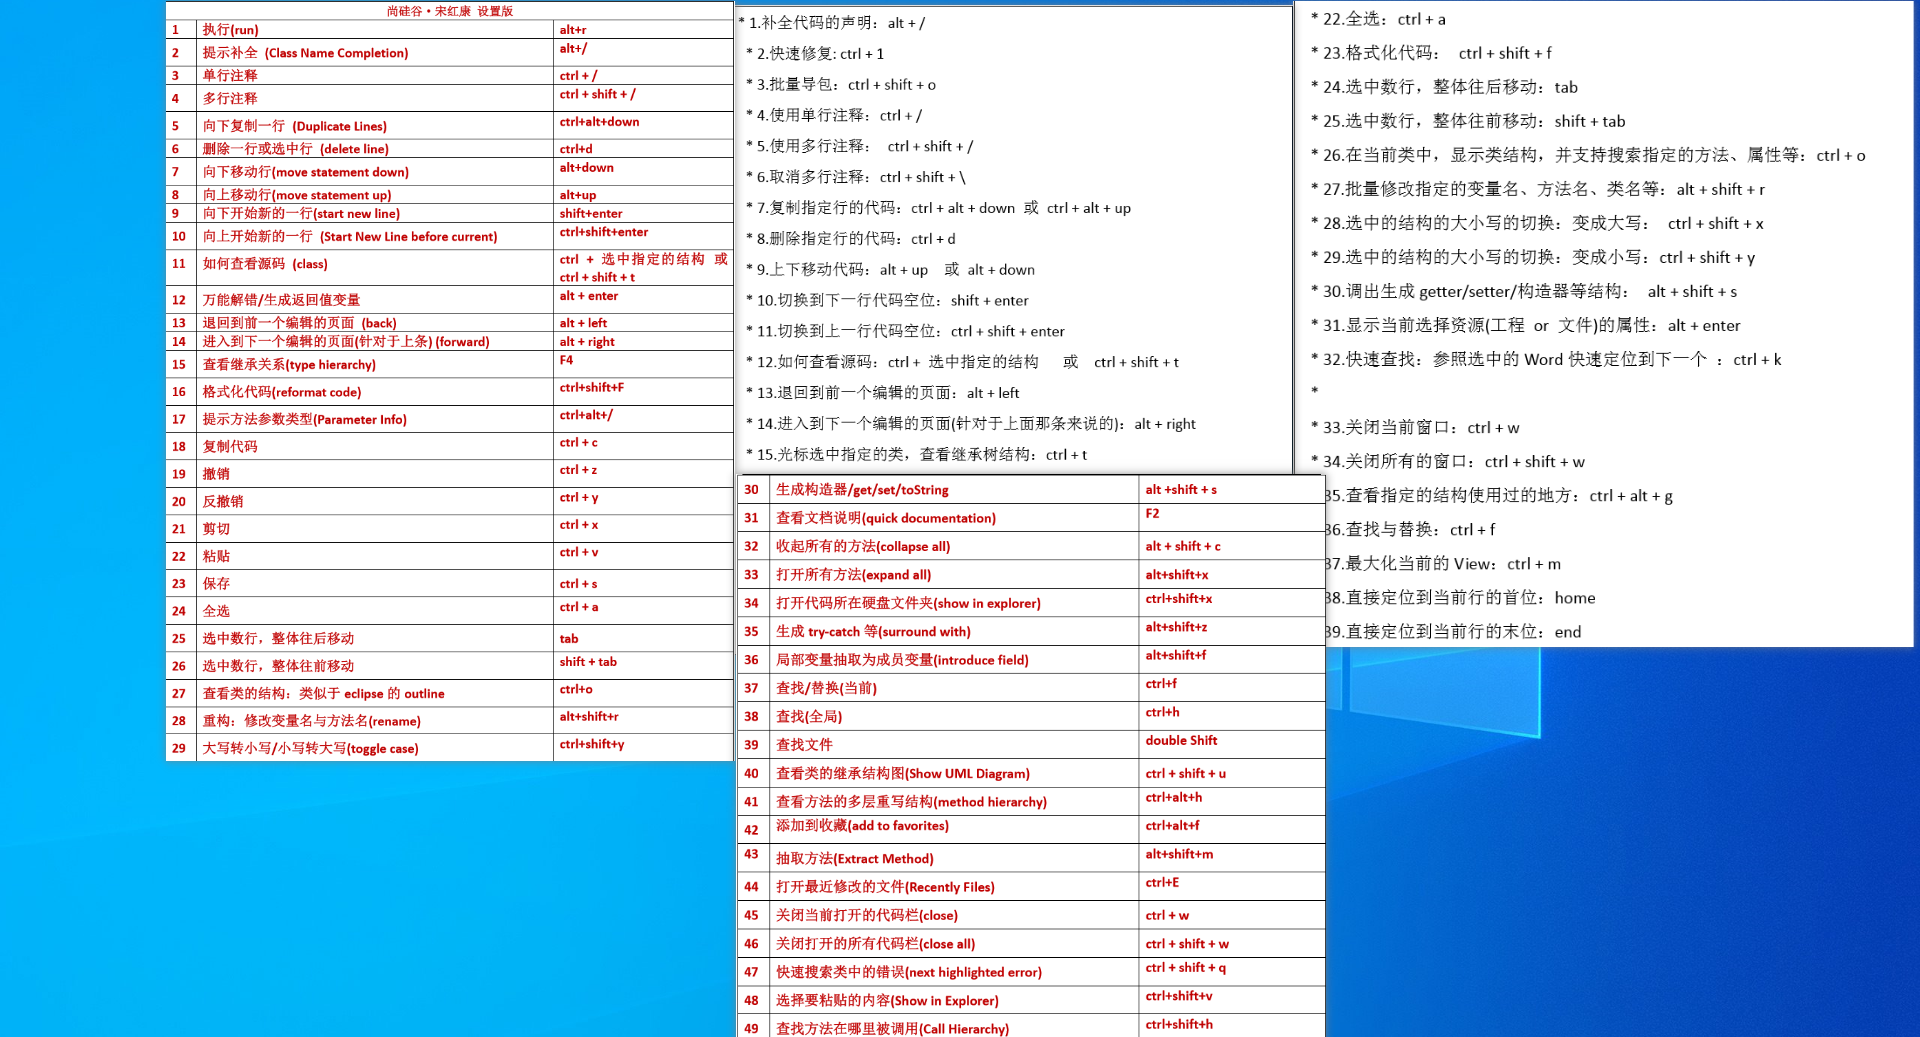 尚硅谷·宋红康 设置版
1 执行(run) alt+r
2 提示补全 (Class Name Completion) alt+/
3 单行注释 ctrl + /
4 多行注释 ctrl + shift + /
5 向下复制一行 (Duplicate Lines) ctrl+alt+down
6 删除一行或选中行 (delete line) ctrl+d
7 向下移动行(move statement down) alt+down
8 向上移动行(move statement up) alt+up
9 向下开始新的一行(start new line) shift+enter
10 向上开始新的一行 (Start New Line before current) ctrl+shift+enter
11 如何查看源码 (class) ctrl + 选中指定的结构 或
ctrl + shift + t
12 万能解错/生成返回值变量 alt + enter
13 退回到前一个编辑的页面 (back) alt + left
14 进入到下一个编辑的页面(针对于上条) (forward) alt + right
15 查看继承关系(type hierarchy) F4
16 格式化代码(reformat code) ctrl+shift+F
17 提示方法参数类型(Parameter Info) ctrl+alt+/
18 复制代码 ctrl + c
19 撤销 ctrl + z
20 反撤销 ctrl + y
21 剪切 ctrl + x
22 粘贴 ctrl + v
23 保存 ctrl + s
24 全选 ctrl + a
25 选中数行，整体往后移动 tab
26 选中数行，整体往前移动 shift + tab
27 查看类的结构：类似于 eclipse 的 outline ctrl+o
28 重构：修改变量名与方法名(rename) alt+shift+r
29 大写转小写/小写转大写(toggle case) ctrl+shift+y
* 1.补全代码的声明：alt + /
* 2.快速修复: ctrl + 1
* 3.批量导包：ctrl + shift + o
* 4.使用单行注释：ctrl + /
* 5.使用多行注释： ctrl + shift + /
* 6.取消多行注释：ctrl + shift + \
* 7.复制指定行的代码：ctrl + alt + down 或 ctrl + alt + up
* 8.删除指定行的代码：ctrl + d
* 9.上下移动代码：alt + up 或 alt + down
* 10.切换到下一行代码空位：shift + enter
* 11.切换到上一行代码空位：ctrl + shift + enter
* 12.如何查看源码：ctrl + 选中指定的结构 或 ctrl + shift + t
* 13.退回到前一个编辑的页面：alt + left
* 14.进入到下一个编辑的页面(针对于上面那条来说的)：alt + right
* 15.光标选中指定的类，查看继承树结构：ctrl + t
30 生成构造器/get/set/toString alt +shift + s
31 查看文档说明(quick documentation) F2
32 收起所有的方法(collapse all) alt + shift + c
33 打开所有方法(expand all) alt+shift+x
34 打开代码所在硬盘文件夹(show in explorer) ctrl+shift+x
35 生成 try-catch 等(surround with) alt+shift+z
36 局部变量抽取为成员变量(introduce field) alt+shift+f
37 查找/替换(当前) ctrl+f
38 查找(全局) ctrl+h
39 查找文件 double Shift
40 查看类的继承结构图(Show UML Diagram) ctrl + shift + u
41 查看方法的多层重写结构(method hierarchy) ctrl+alt+h
42 添加到收藏(add to favorites) ctrl+alt+f
43 抽取方法(Extract Method) alt+shift+m
44 打开最近修改的文件(Recently Files) ctrl+E
45 关闭当前打开的代码栏(close) ctrl + w
46 关闭打开的所有代码栏(close all) ctrl + shift + w
47 快速搜索类中的错误(next highlighted error) ctrl + shift + q
48 选择要粘贴的内容(Show in Explorer) ctrl+shift+v
49 查找方法在哪里被调用(Call Hierarchy) ctrl+shift+h
* 22.全选：ctrl + a
* 23.格式化代码： ctrl + shift + f
* 24.选中数行，整体往后移动：tab
* 25.选中数行，整体往前移动：shift + tab
* 26.在当前类中，显示类结构，并支持搜索指定的方法、属性等：ctrl + o
* 27.批量修改指定的变量名、方法名、类名等：alt + shift + r
* 28.选中的结构的大小写的切换：变成大写： ctrl + shift + x
* 29.选中的结构的大小写的切换：变成小写：ctrl + shift + y
* 30.调出生成 getter/setter/构造器等结构： alt + shift + s
* 31.显示当前选择资源(工程 or 文件)的属性：alt + enter
* 32.快速查找：参照选中的 Word 快速定位到下一个 ：ctrl + k
*
* 33.关闭当前窗口：ctrl + w
* 34.关闭所有的窗口：ctrl + shift + w
35.查看指定的结构使用过的地方：ctrl + alt + g
36.查找与替换：ctrl + f
37.最大化当前的 View：ctrl + m
38.直接定位到当前行的首位：home
39.直接定位到当前行的末位：end